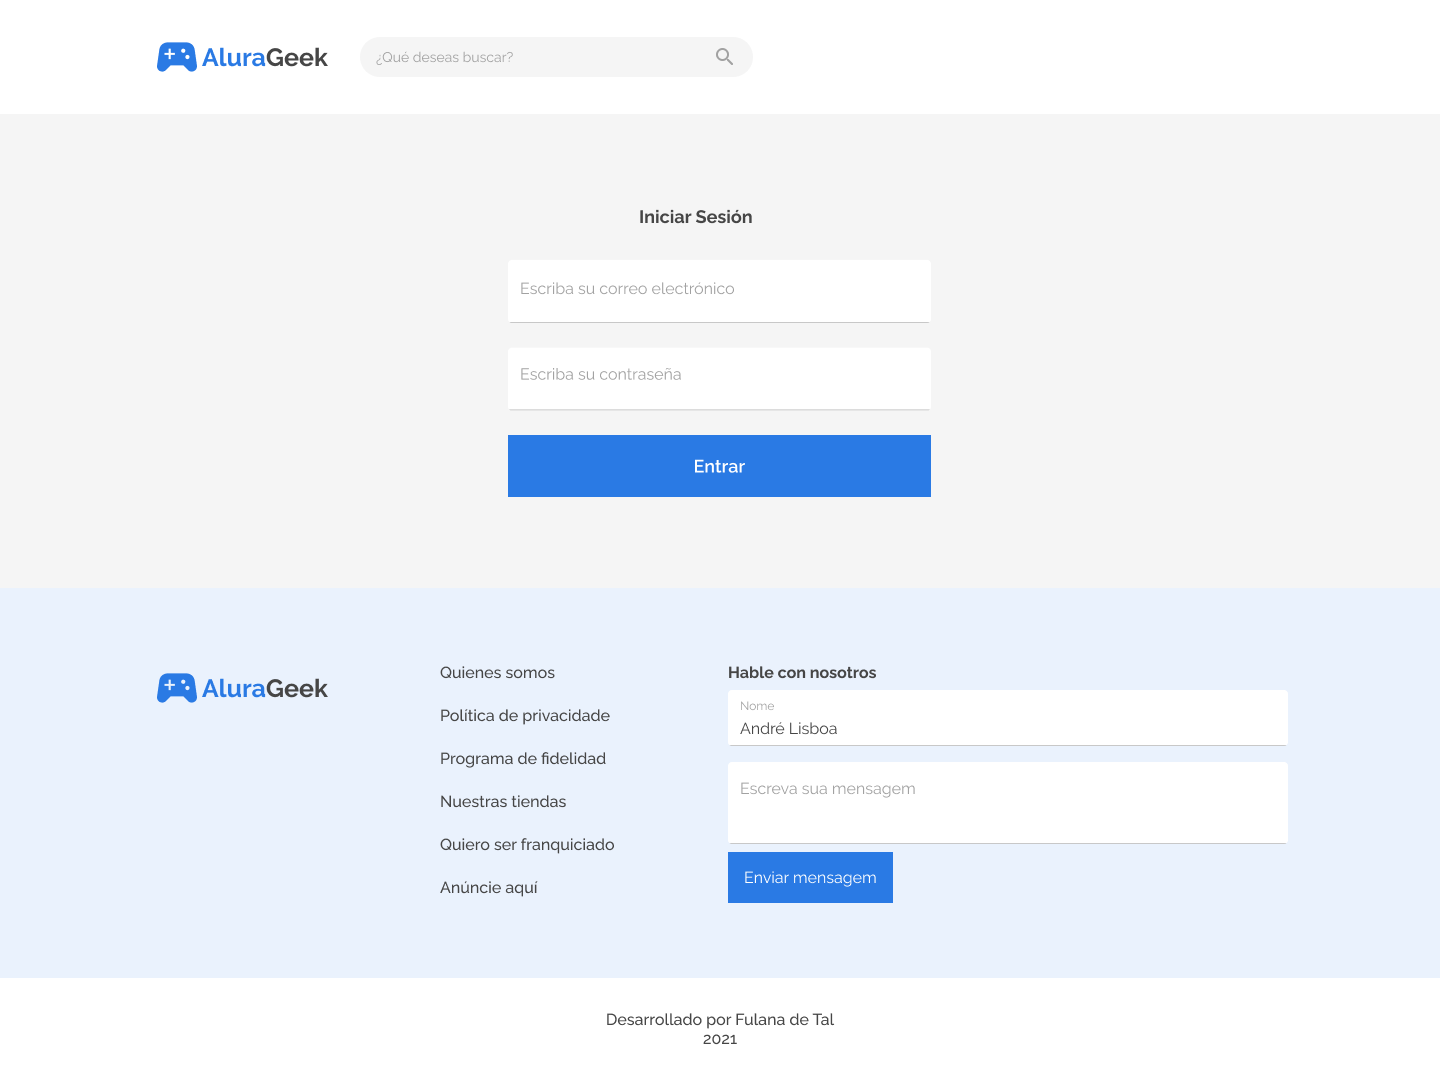 AluraGeek
¿Qué deseas buscar?
Iniciar Sesión
Escriba su correo electrónico
Escriba su contraseña
Entrar
AluraGeek
Quienes somos
Política de privacidade
Programa de fidelidad
Nuestras tiendas
Quiero ser franquiciado
Anúncie aquí
Hable con nosotros
Nome
André Lisboa
Escreva sua mensagem
Enviar mensagem
Desarrollado por Fulana de Tal
2021